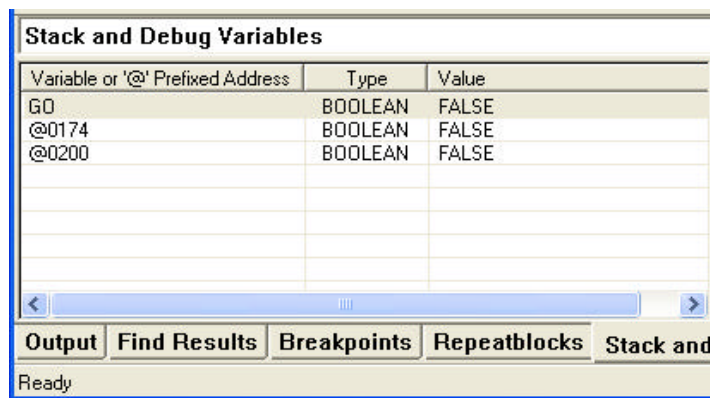 Stack and Debug Variables
Variable or '@' Prefixed Address Type Value
GO BOOLEAN FALSE
@0174 BOOLEAN FALSE
@0200 BOOLEAN FALSE
Output Find Results Breakpoints Repeatblocks Stack and
Ready